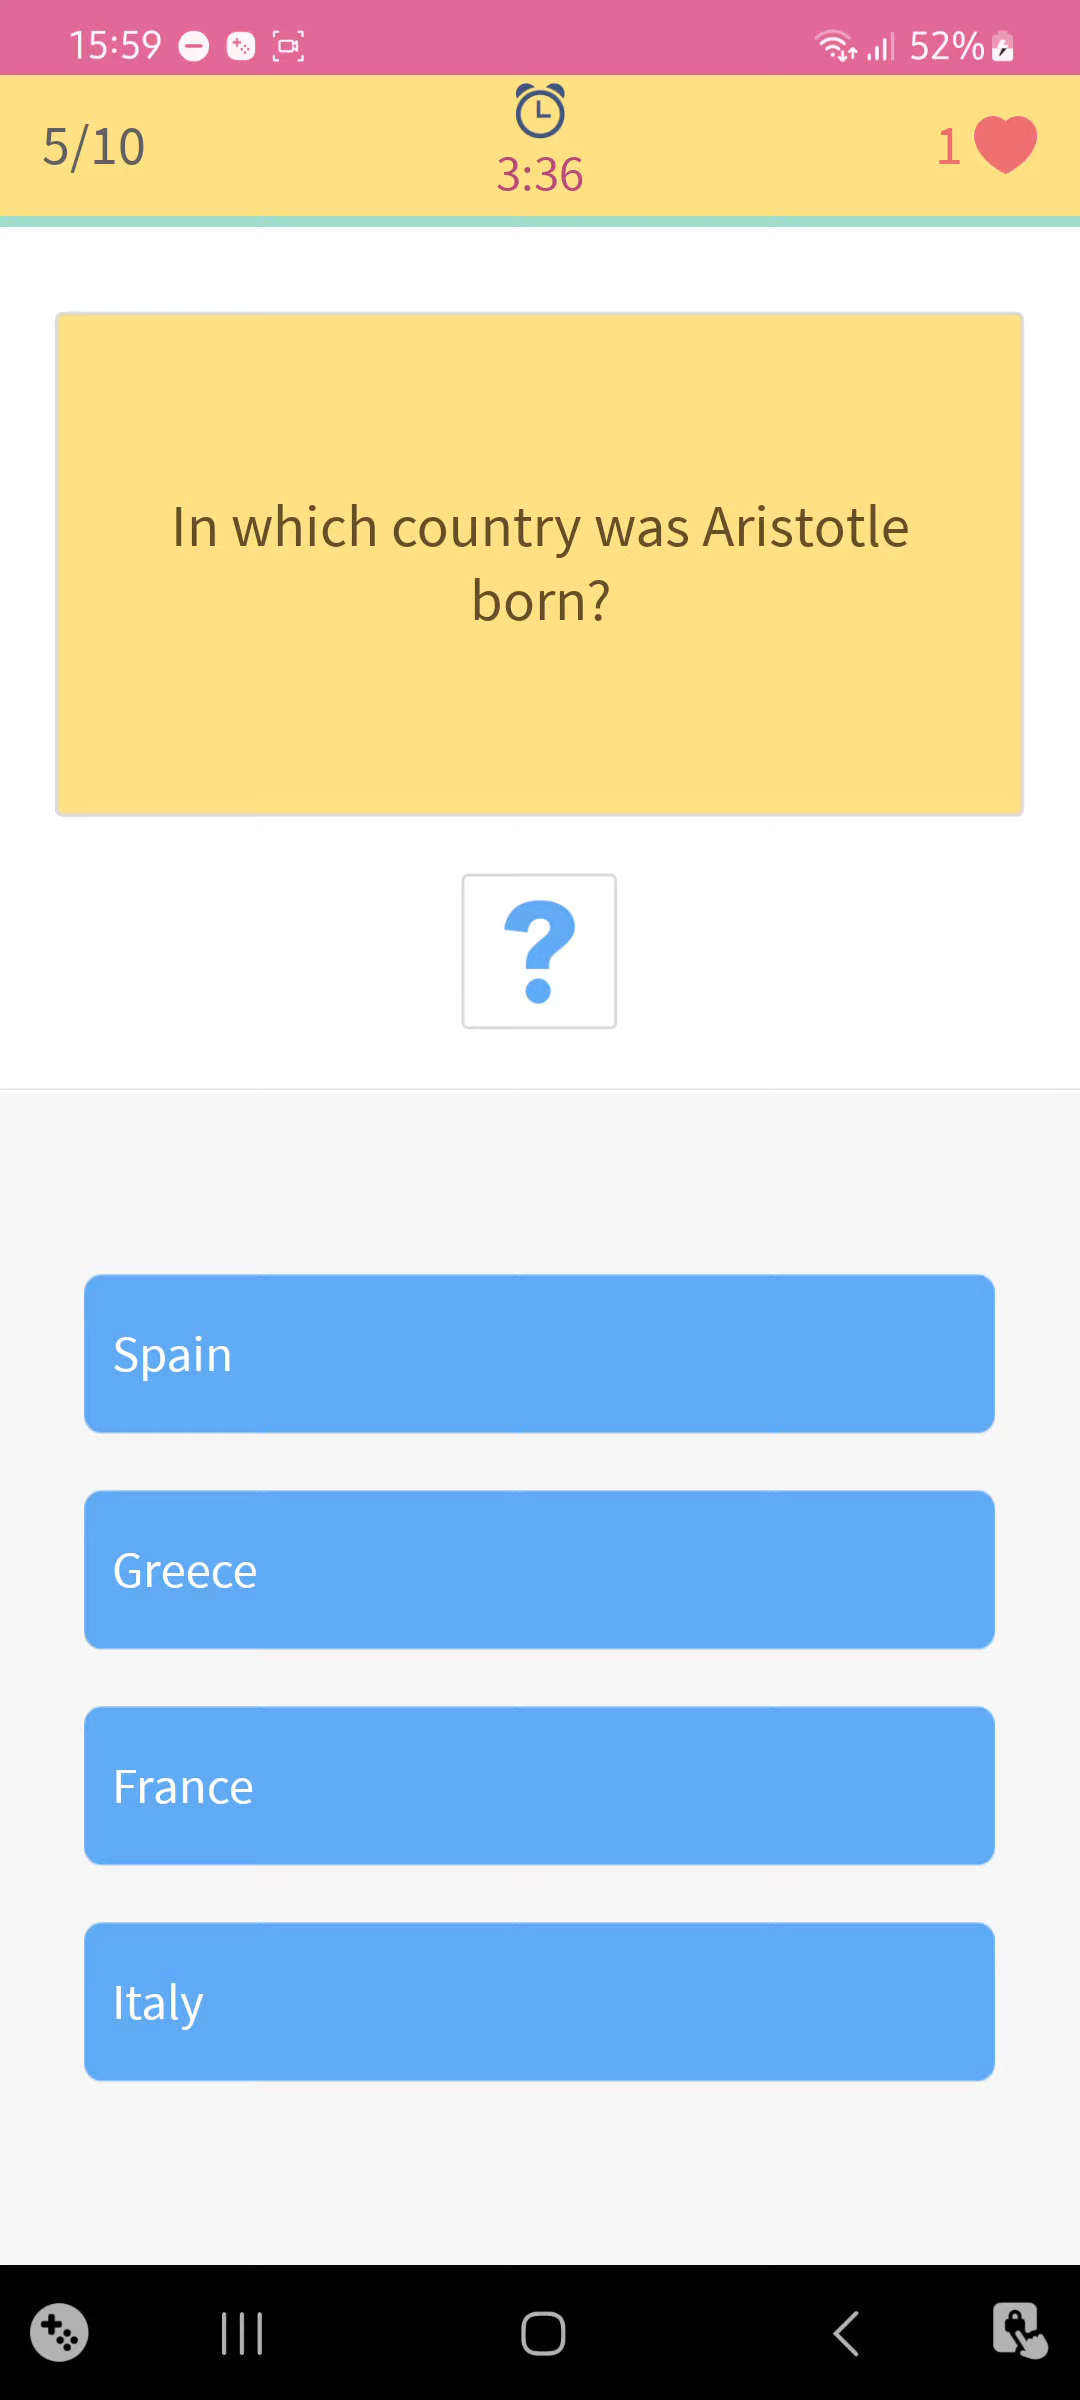 15:59 52%
5/10 3:36 1
In which country was Aristotle
born?
?
Spain
Greece
France
Italy